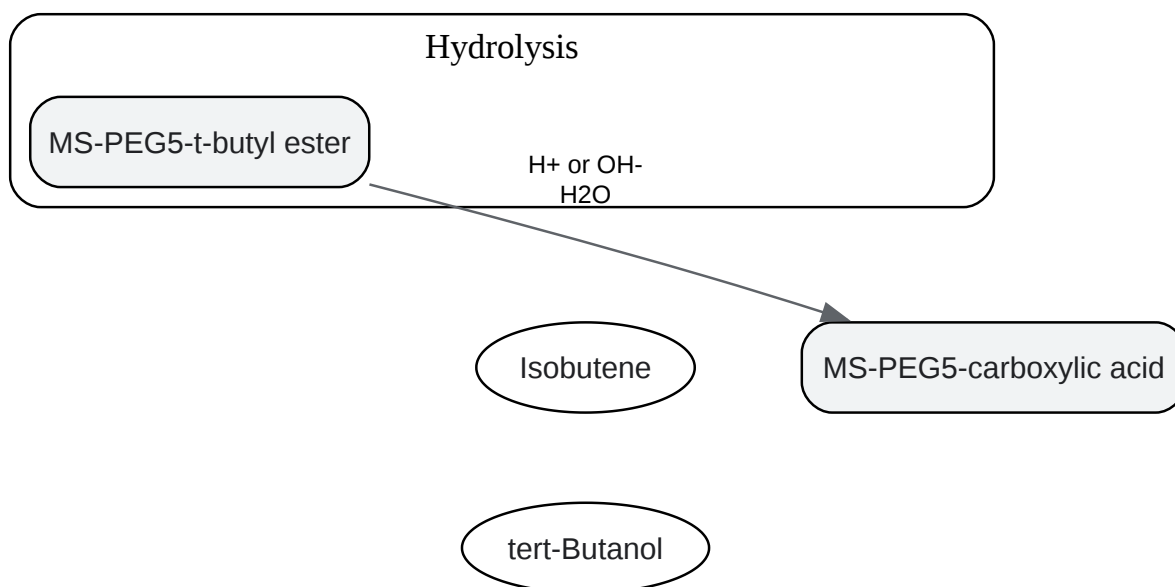 Hydrolysis
MS-PEG5-t-butyl ester
H+ or OH-
H2O
Isobutene
MS-PEG5-carboxylic acid
tert-Butanol